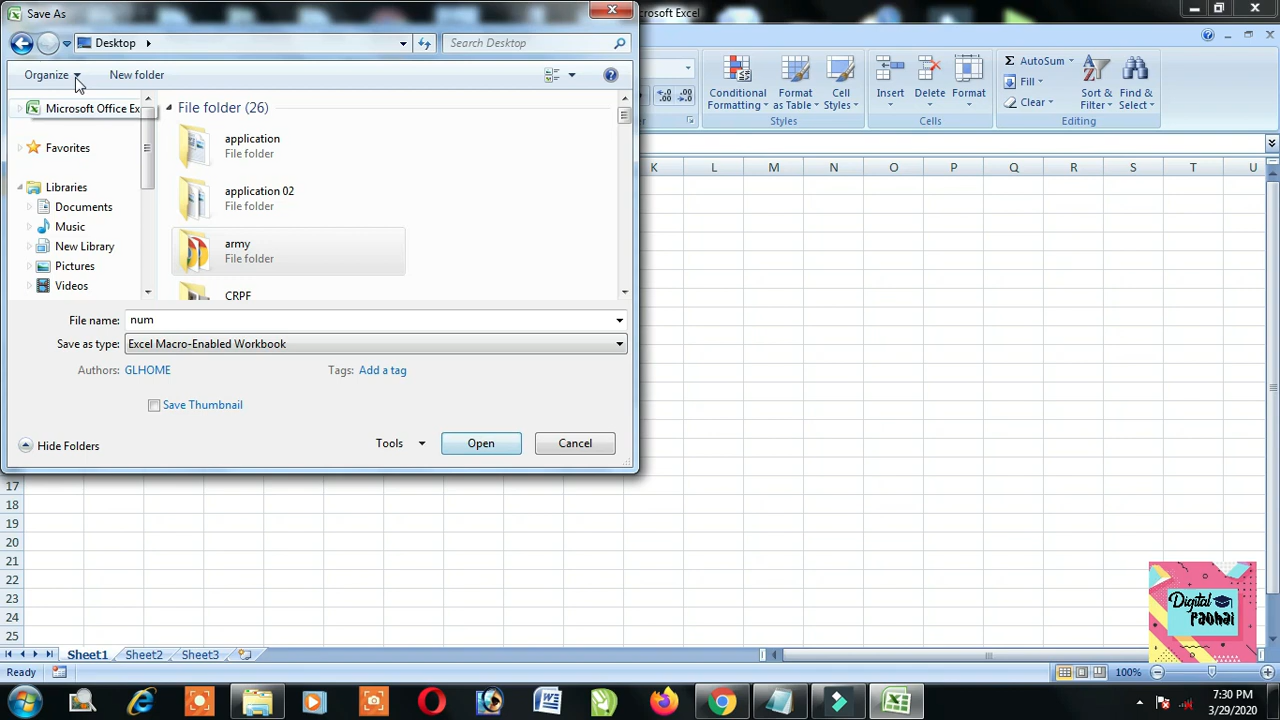 Save As
icrosoft Excel
Desktop
Search Desktop
Organize
New folder
Microsoft Office Ex
Favorites
Libraries
Documents
Music
New Library
Pictures
Videos
File folder (26)
application
File folder
application 02
File folder
army
File folder
CRPF
File name: num
Save as type: Excel Macro-Enabled Workbook
Authors: GLHOME
Tags: Add a tag
Save Thumbnail
Hide Folders
Tools
Open
Cancel
Conditional Formatting
Format as Table
Cell Styles
Styles
Insert
Delete
Format
Cells
Σ AutoSum
Fill
Clear
Sort & Filter
Find & Select
Editing
K L M N O P Q R S T U
17
18
19
20
21
22
23
24
25
Digital
Padhai
Sheet1 Sheet2 Sheet3
Ready
100%
7:30 PM
3/29/2020